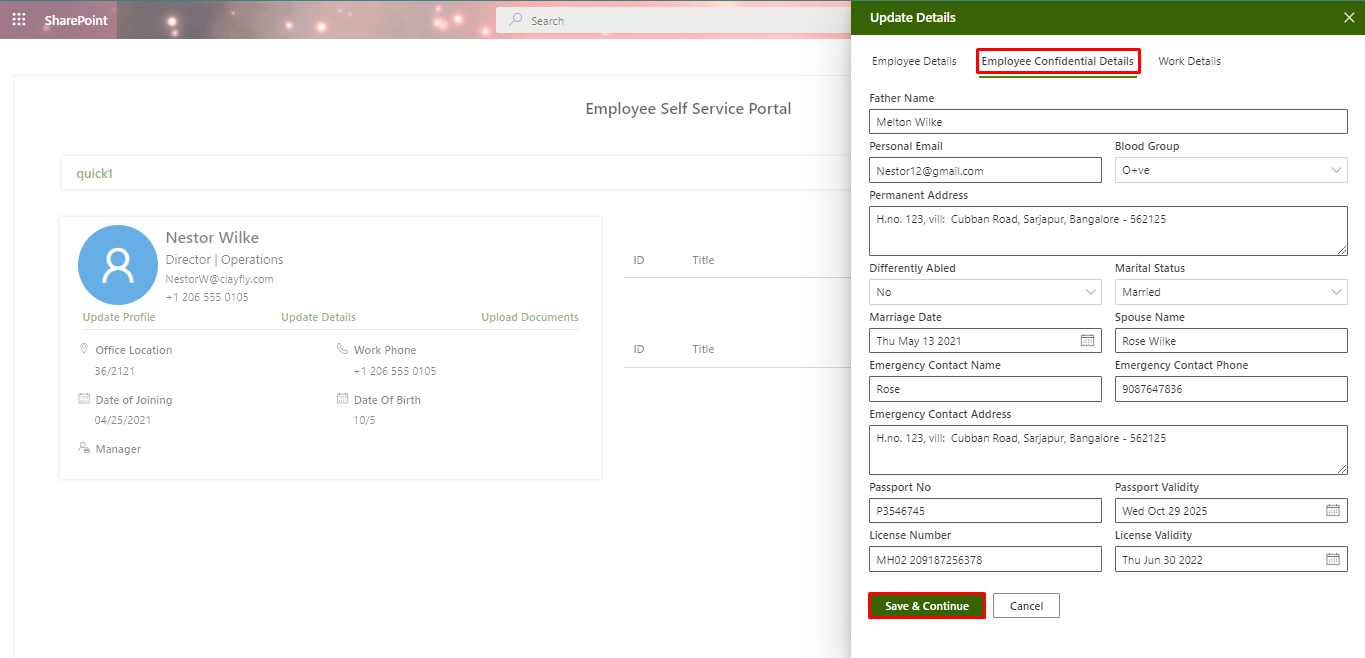 SharePoint
Search
Employee Self Service Portal
quick1
Nestor Wilke
Director | Operations
NestorW@clayfly.com
+1 206 555 0105
Update Profile Update Details Upload Documents
Office Location Work Phone
36/2121 +1 206 555 0105
Date of Joining Date Of Birth
04/25/2021 10/5
Manager
ID Title
ID Title
Update Details
Employee Details Employee Confidential Details Work Details
Father Name
Melton Wilke
Personal Email Blood Group
Nestor12@gmail.com O+ve
Permanent Address
H.no. 123, vill: Cubban Road, Sarjapur, Bangalore - 562125
Differently Abled Marital Status
No Married
Marriage Date Spouse Name
Thu May 13 2021 Rose Wilke
Emergency Contact Name Emergency Contact Phone
Rose 9087647836
Emergency Contact Address
H.no. 123, vill: Cubban Road, Sarjapur, Bangalore - 562125
Passport No Passport Validity
P3546745 Wed Oct 29 2025
License Number License Validity
MH02 209187256378 Thu Jun 30 2022
Save & Continue Cancel